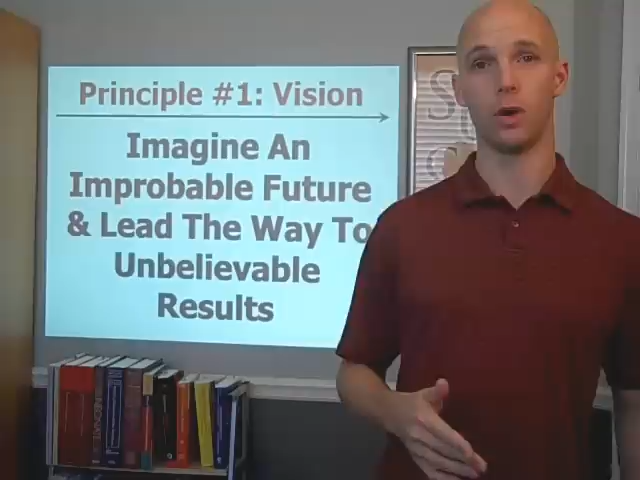 Principle #1: Vision
Imagine An
Improbable Future
& Lead The Way To
Unbelievable
Results